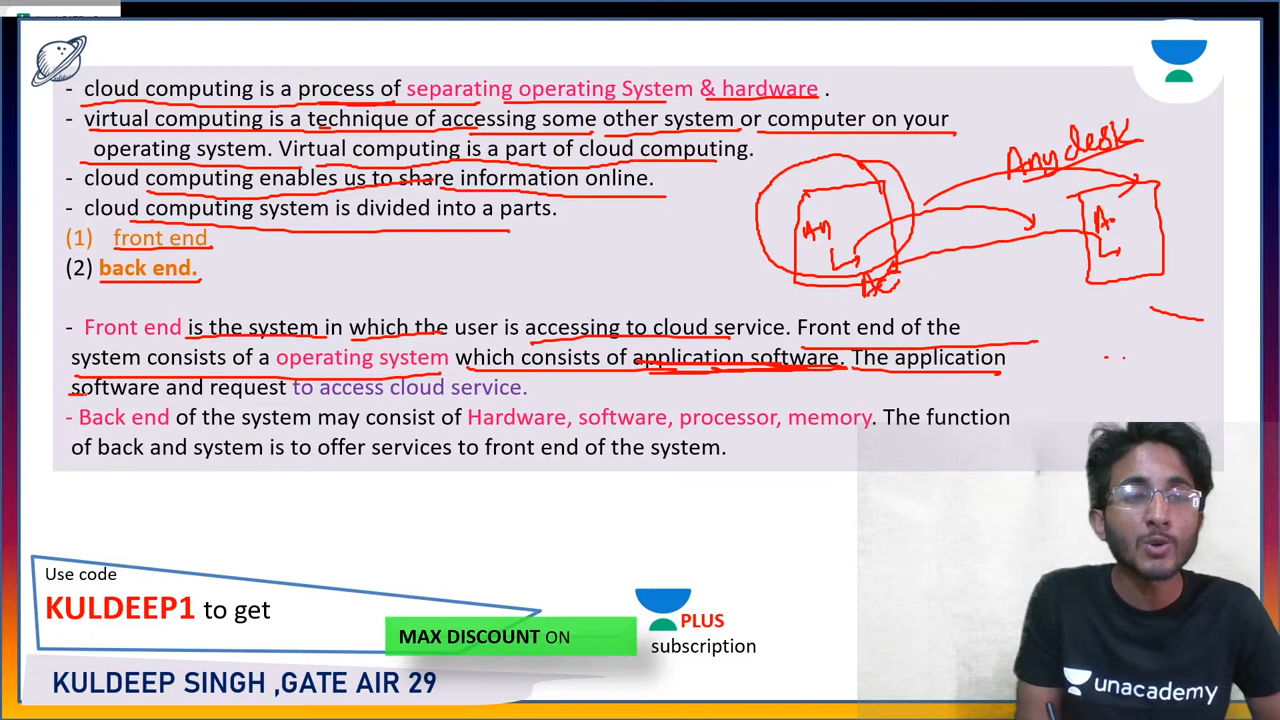 - cloud computing is a process of separating operating System & hardware .
- virtual computing is a technique of accessing some other system or computer on your
operating system. Virtual computing is a part of cloud computing.
- cloud computing enables us to share information online.
- cloud computing system is divided into a parts.
(1) front end
(2) back end.
Any desk
An
A.
- Front end is the system in which the user is accessing to cloud service. Front end of the
system consists of a operating system which consists of application software. The application
software and request to access cloud service.
- Back end of the system may consist of Hardware, software, processor, memory. The function
of back and system is to offer services to front end of the system.
Use code
KULDEEP1 to get
MAX DISCOUNT ON
PLUS
subscription
KULDEEP SINGH ,GATE AIR 29
unacademy